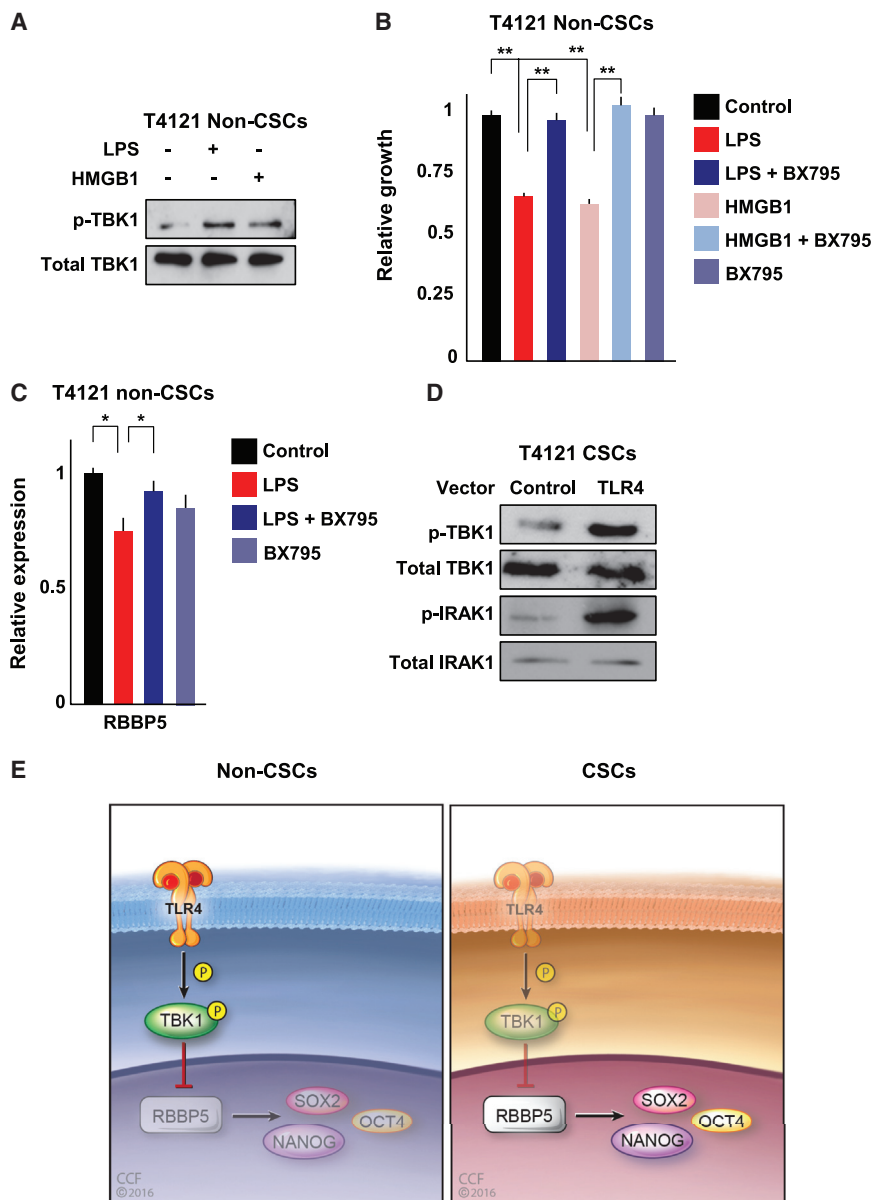 A
T4121 Non-CSCs
LPS - + -
HMGB1 - - +
p-TBK1
Total TBK1
B
T4121 Non-CSCs
** **
** **
Relative growth
1
0.75
0.5
0.25
0
Control
LPS
LPS + BX795
HMGB1
HMGB1 + BX795
BX795
C
T4121 non-CSCs
* *
Relative expression
1
0.5
0
RBBP5
Control
LPS
LPS + BX795
BX795
D
T4121 CSCs
Vector Control TLR4
p-TBK1
Total TBK1
p-IRAK1
Total IRAK1
E
Non-CSCs
TLR4
P
P
TBK1
RBBP5
SOX2
OCT4
NANOG
CCF
©2016
CSCs
TLR4
P
P
TBK1
RBBP5
SOX2
OCT4
NANOG
CCF
©2016